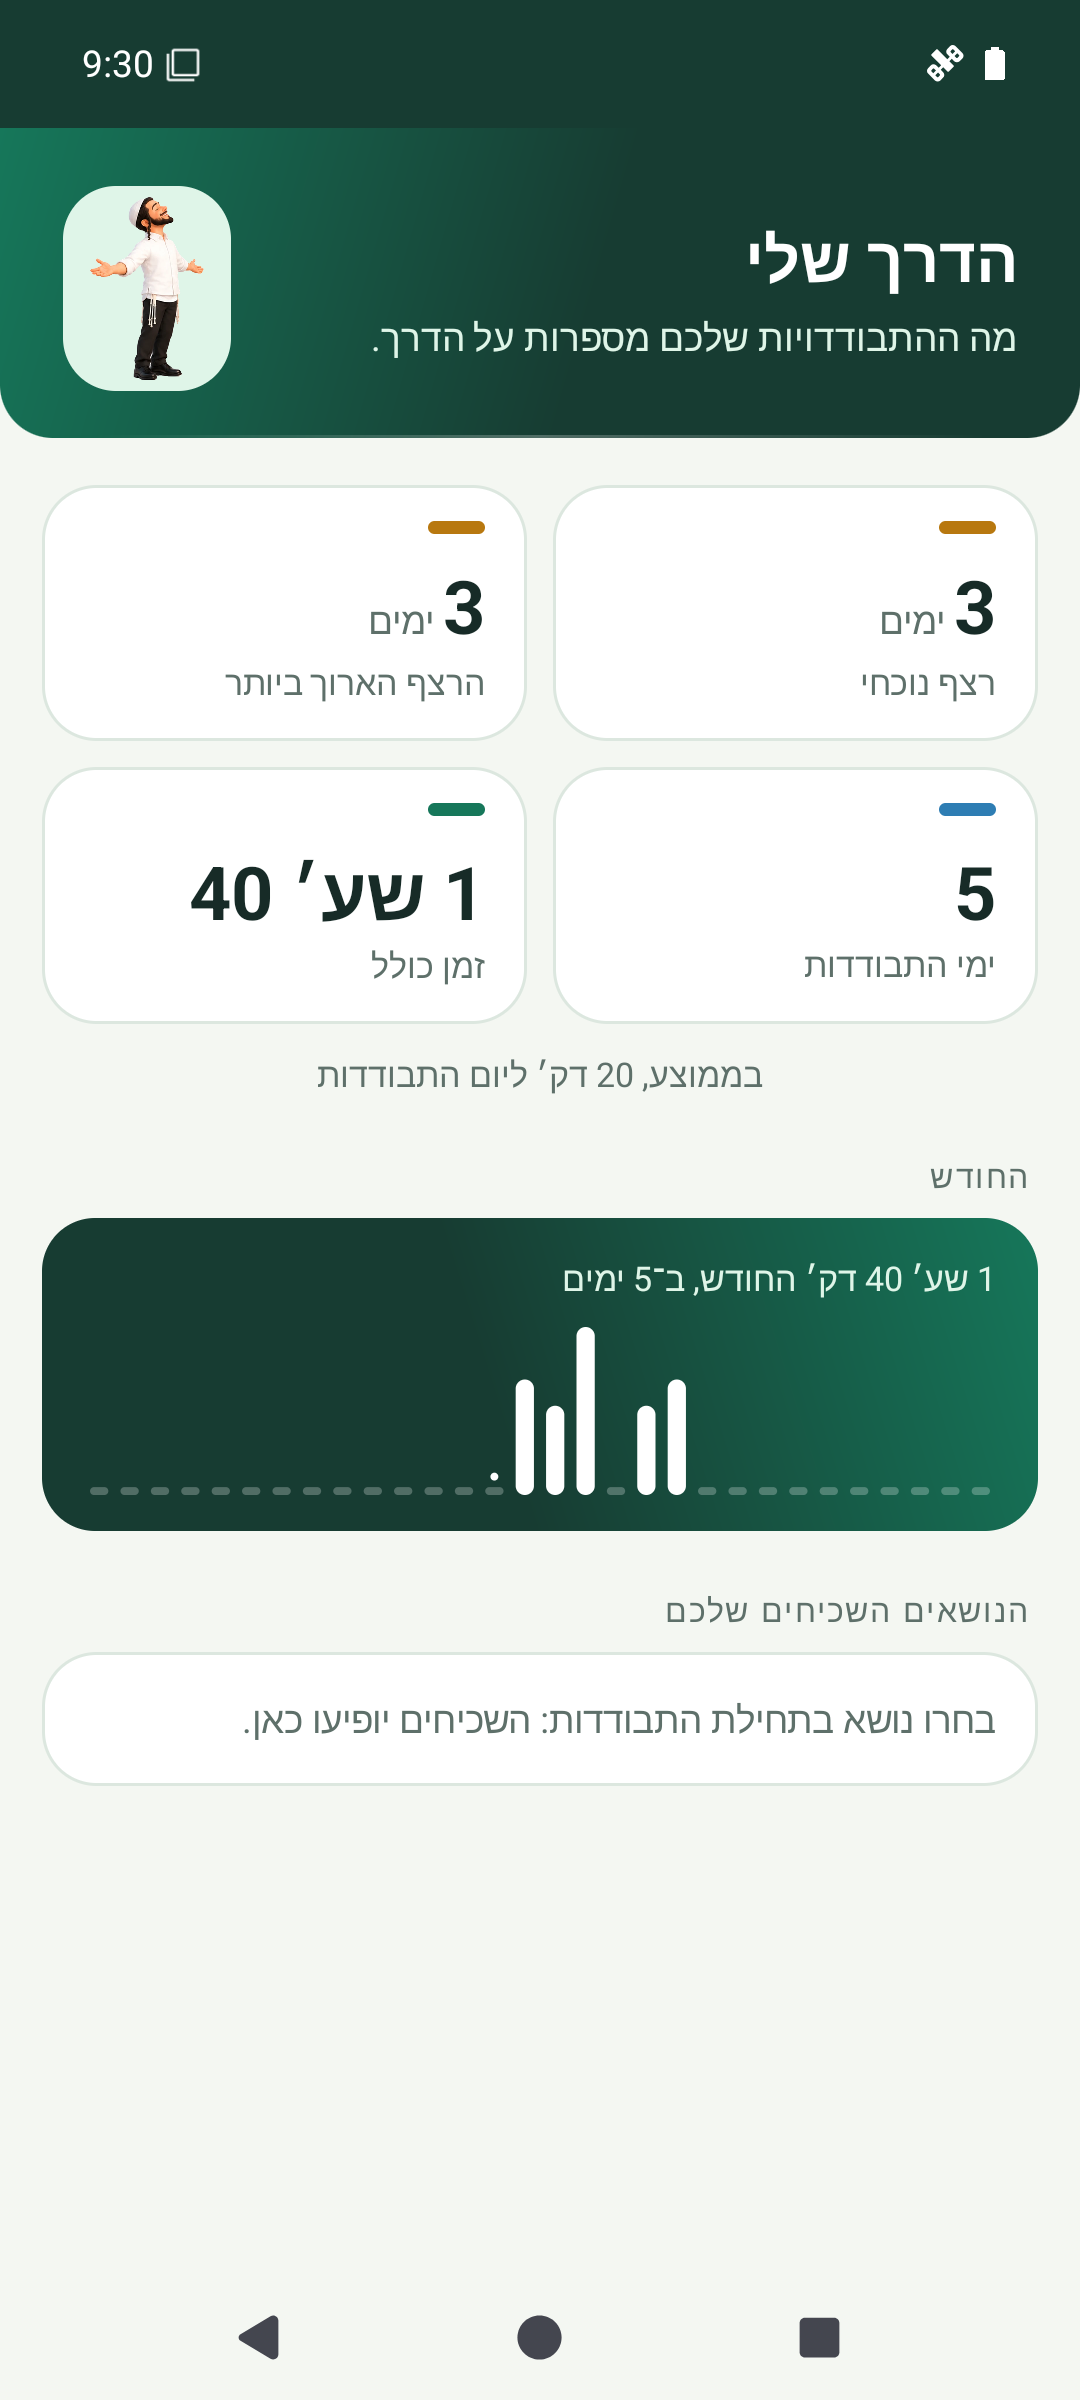 9:30
הדרך שלי
מה ההתבודדויות שלכם מספרות על הדרך.
3 ימים
רצף נוכחי
3 ימים
הרצף הארוך ביותר
5
ימי התבודדות
1 שע׳ 40
זמן כולל
בממוצע, 20 דק׳ ליום התבודדות
החודש
1 שע׳ 40 דק׳ החודש, ב־5 ימים
הנושאים השכיחים שלכם
בחרו נושא בתחילת התבודדות: השכיחים יופיעו כאן.